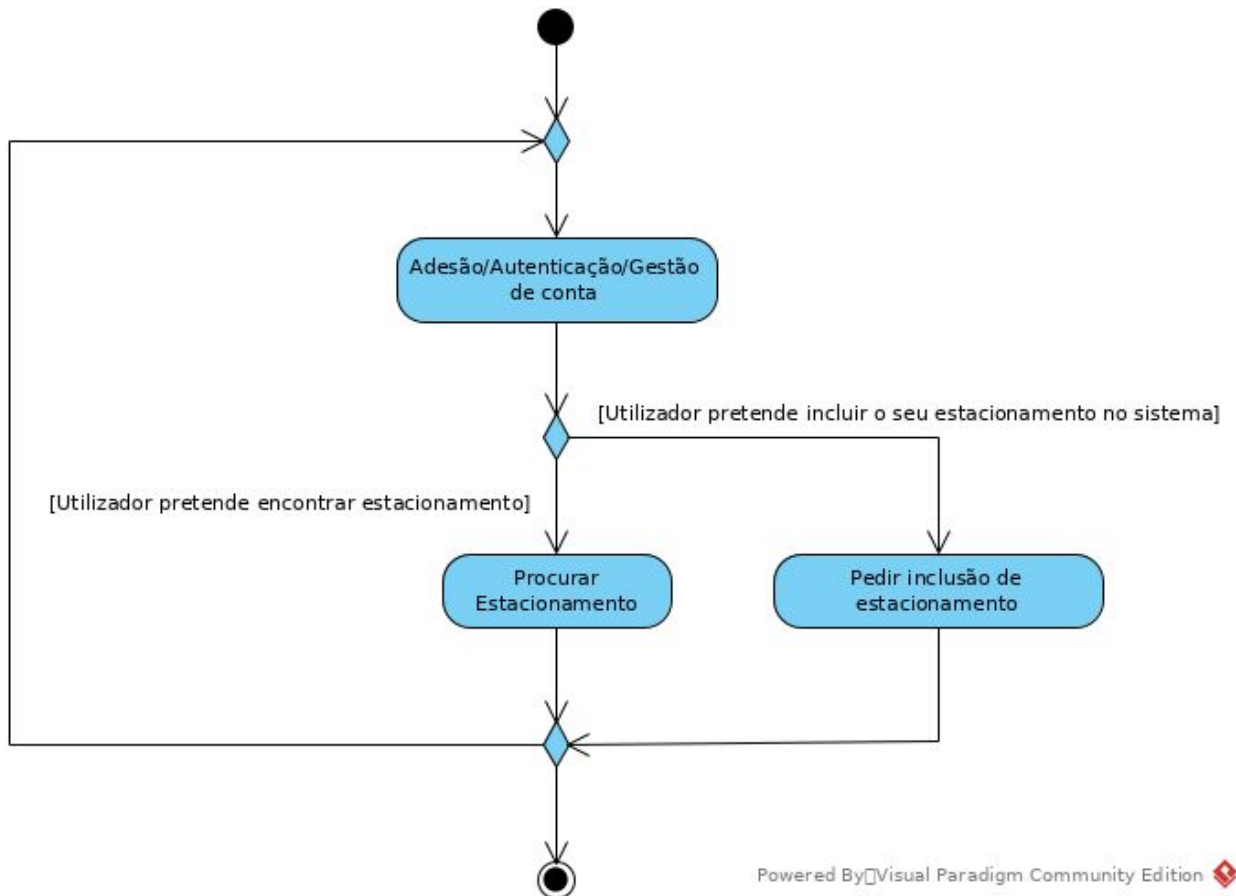 Adesão/Autenticação/Gestão
de conta
[Utilizador pretende incluir o seu estacionamento no sistema]
[Utilizador pretende encontrar estacionamento]
Procurar
Estacionamento
Pedir inclusão de
estacionamento
Powered By▯Visual Paradigm Community Edition